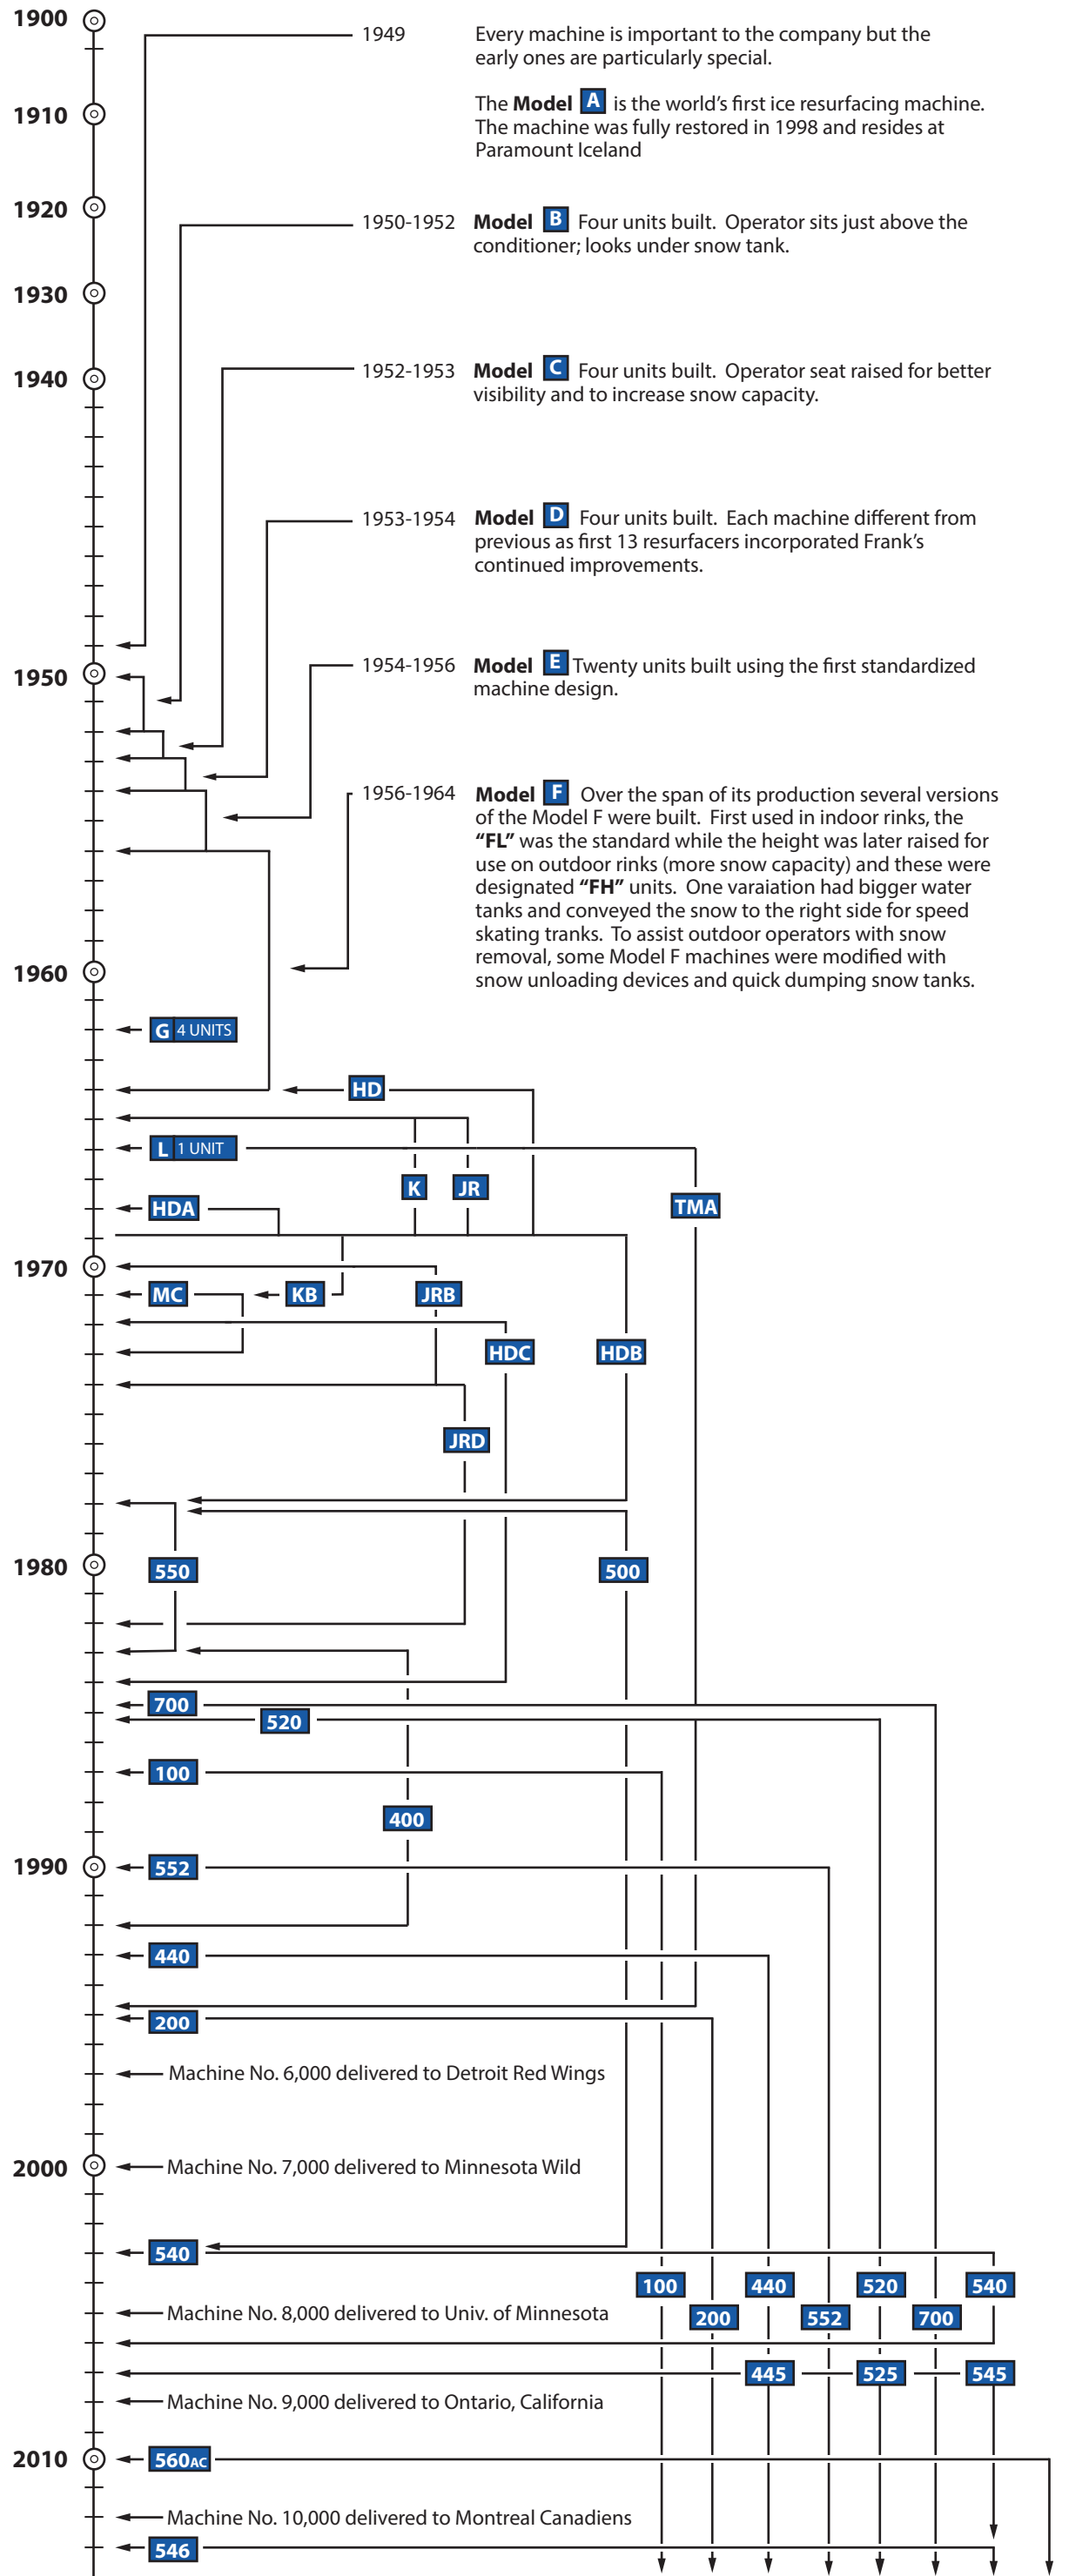 1900
1949
Every machine is important to the company but the
early ones are particularly special.
1910
The Model A is the world's first ice resurfacing machine.
The machine was fully restored in 1998 and resides at
Paramount Iceland
1920
1950-1952
Model B Four units built. Operator sits just above the
conditioner; looks under snow tank.
1930
1940
1952-1953
Model C Four units built. Operator seat raised for better
visibility and to increase snow capacity.
1953-1954
Model D Four units built. Each machine different from
previous as first 13 resurfacers incorporated Frank's
continued improvements.
1950
1954-1956
Model E Twenty units built using the first standardized
machine design.
1956-1964
Model F Over the span of its production several versions
of the Model F were built. First used in indoor rinks, the
“FL” was the standard while the height was later raised for
use on outdoor rinks (more snow capacity) and these were
designated “FH” units. One varaiation had bigger water
tanks and conveyed the snow to the right side for speed
skating tranks. To assist outdoor operators with snow
removal, some Model F machines were modified with
snow unloading devices and quick dumping snow tanks.
1960
G 4 UNITS
HD
L 1 UNIT
K JR
HDA
TMA
1970
MC KB JRB
HDC HDB
JRD
1980
550 500
700
520
100
400
1990
552
440
200
Machine No. 6,000 delivered to Detroit Red Wings
2000
Machine No. 7,000 delivered to Minnesota Wild
540
100 440 520 540
Machine No. 8,000 delivered to Univ. of Minnesota
200 552 700
445 525 545
Machine No. 9,000 delivered to Ontario, California
2010
560AC
Machine No. 10,000 delivered to Montreal Canadiens
546